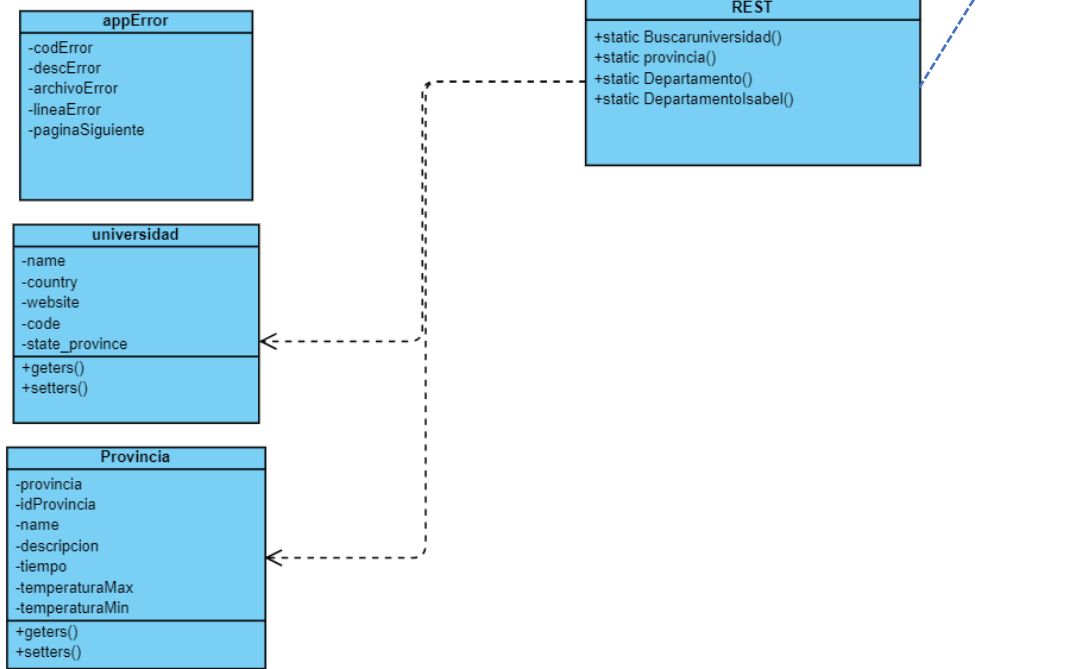 appError
-codError
-descError
-archivoError
-lineaError
-paginaSiguiente
REST
+static Buscaruniversidad()
+static provincia()
+static Departamento()
+static DepartamentoIsabel()
universidad
-name
-country
-website
-code
-state_province
+geters()
+setters()
Provincia
-provincia
-idProvincia
-name
-descripcion
-tiempo
-temperaturaMax
-temperaturaMin
+geters()
+setters()